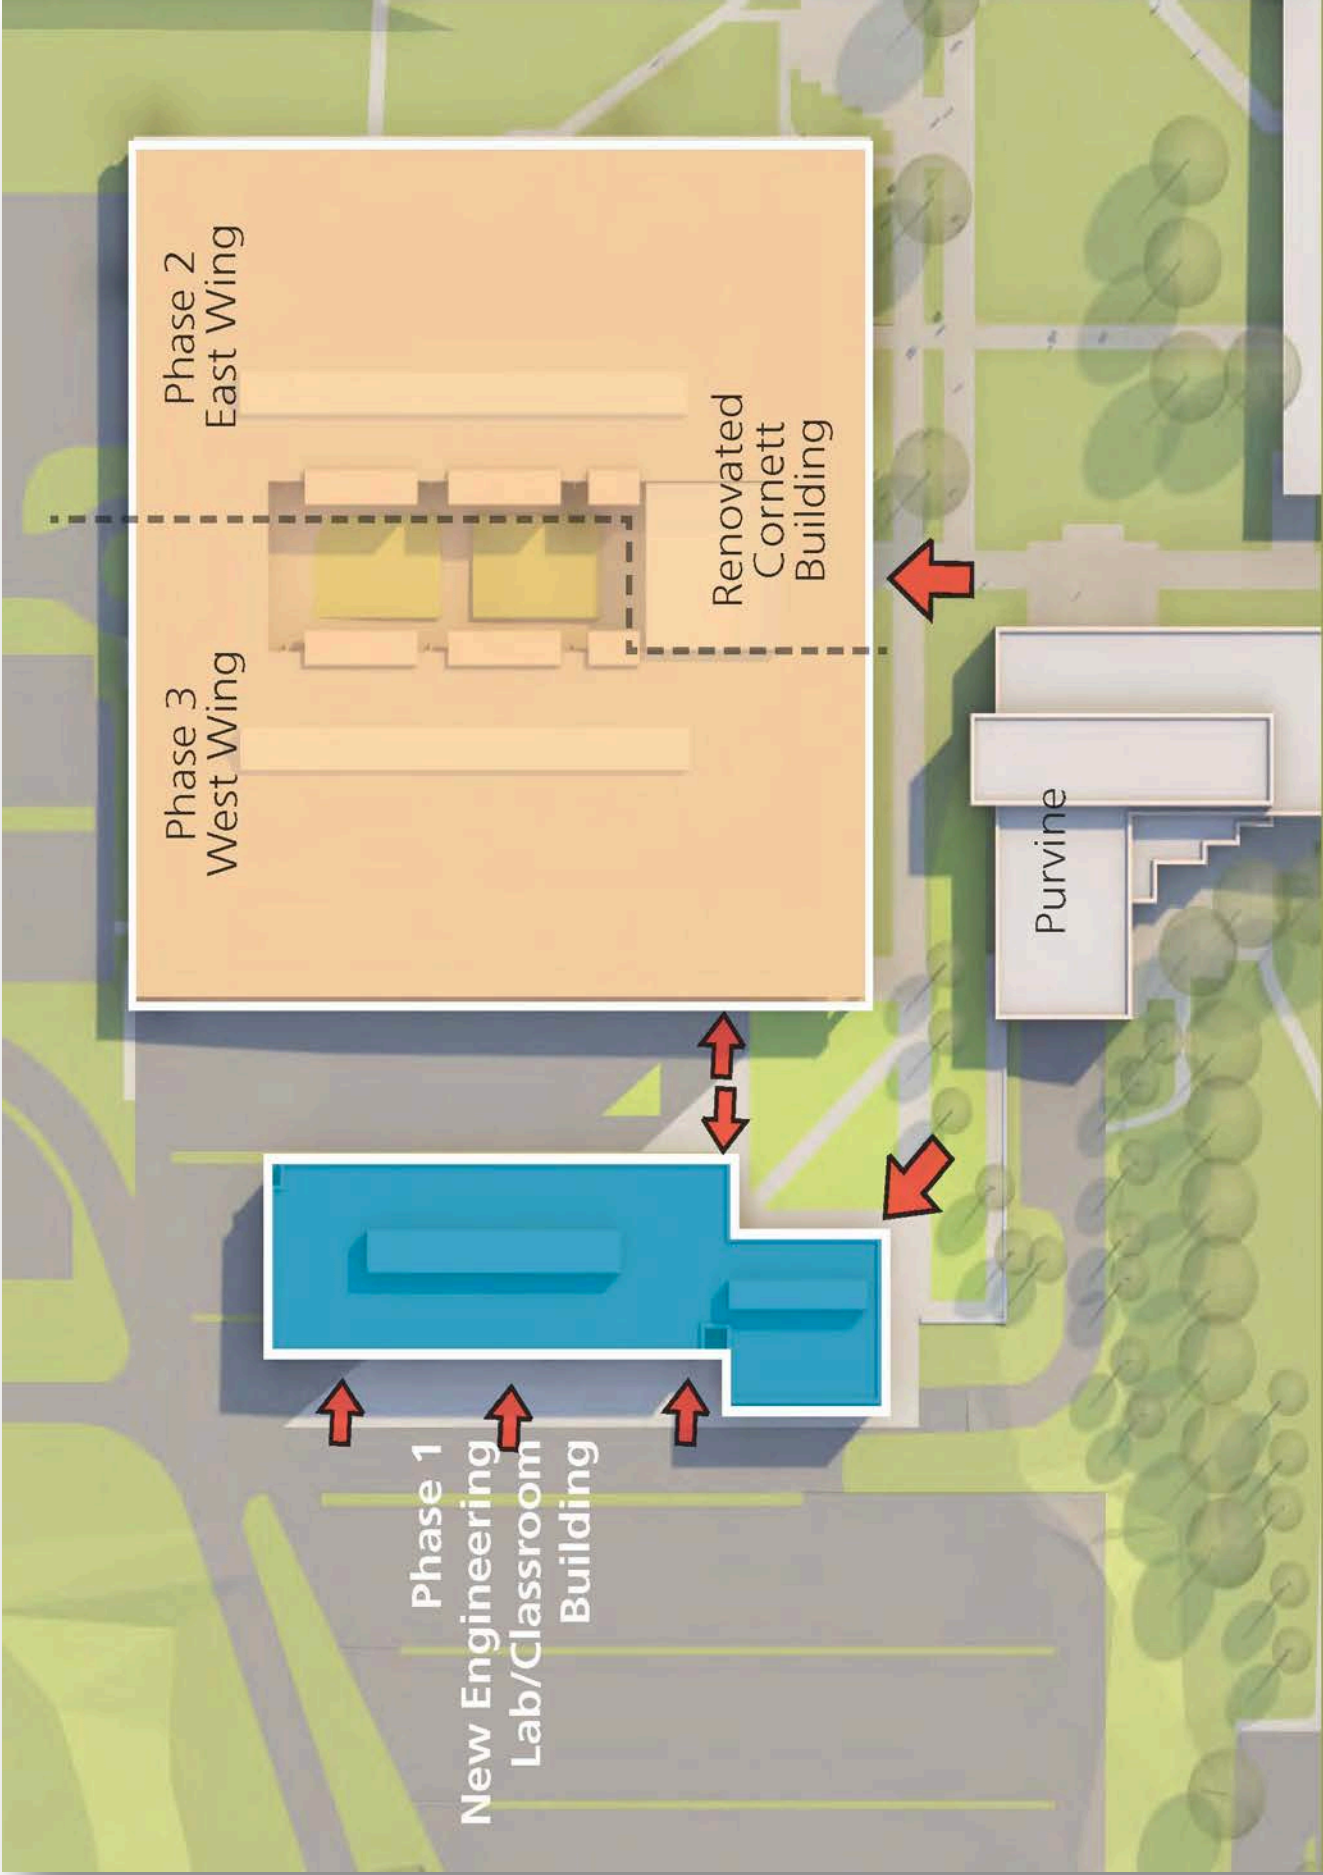 Phase 1
New Engineering
Lab/Classroom
Building
Phase 3
West Wing
Phase 2
East Wing
Renovated
Cornett
Building
Purvine